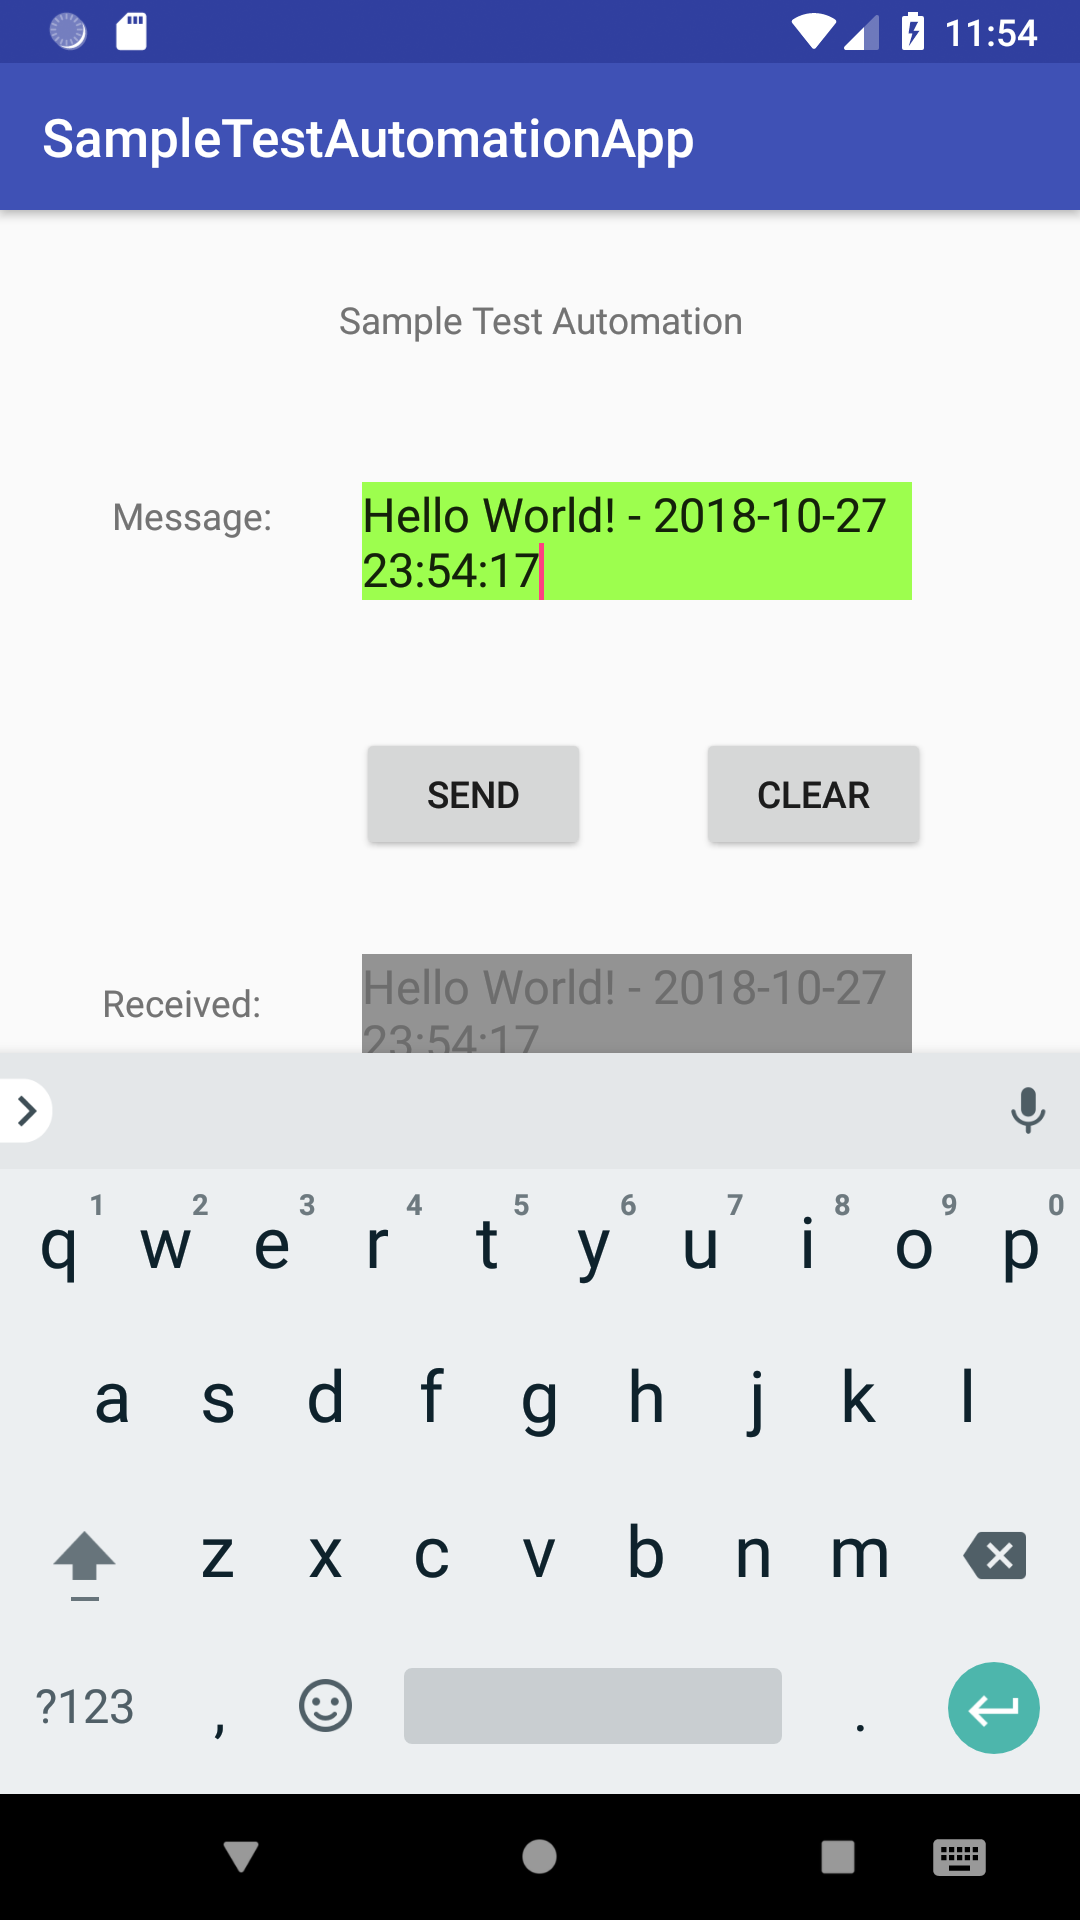 11:54
SampleTestAutomationApp
Sample Test Automation
Message:
Hello World! - 2018-10-27
23:54:17
SEND
CLEAR
Received:
Hello World! - 2018-10-27
23:54:17
1 2 3 4 5 6 7 8 9 0
q w e r t y u i o p
a s d f g h j k l
z x c v b n m
?123 , .